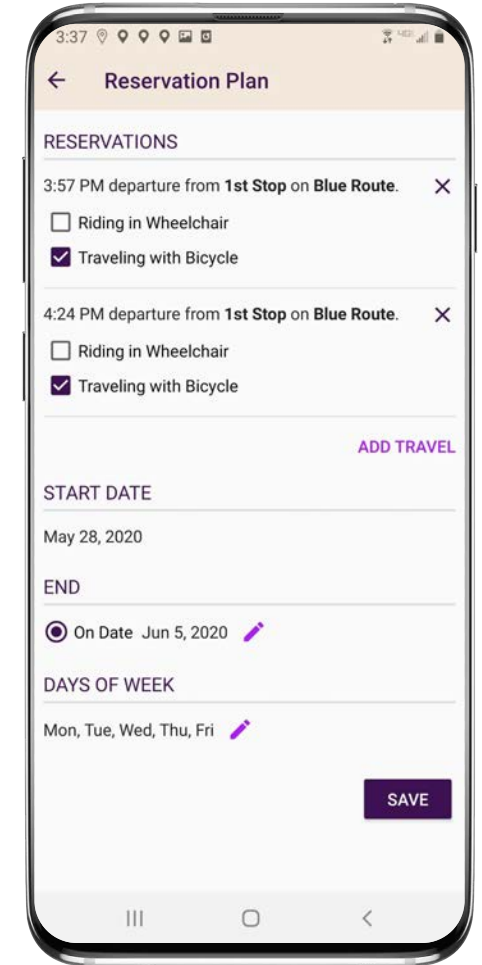 3:37
Reservation Plan
RESERVATIONS
3:57 PM departure from 1st Stop on Blue Route.
Riding in Wheelchair
Traveling with Bicycle
4:24 PM departure from 1st Stop on Blue Route.
Riding in Wheelchair
Traveling with Bicycle
ADD TRAVEL
START DATE
May 28, 2020
END
On Date Jun 5, 2020
DAYS OF WEEK
Mon, Tue, Wed, Thu, Fri
SAVE